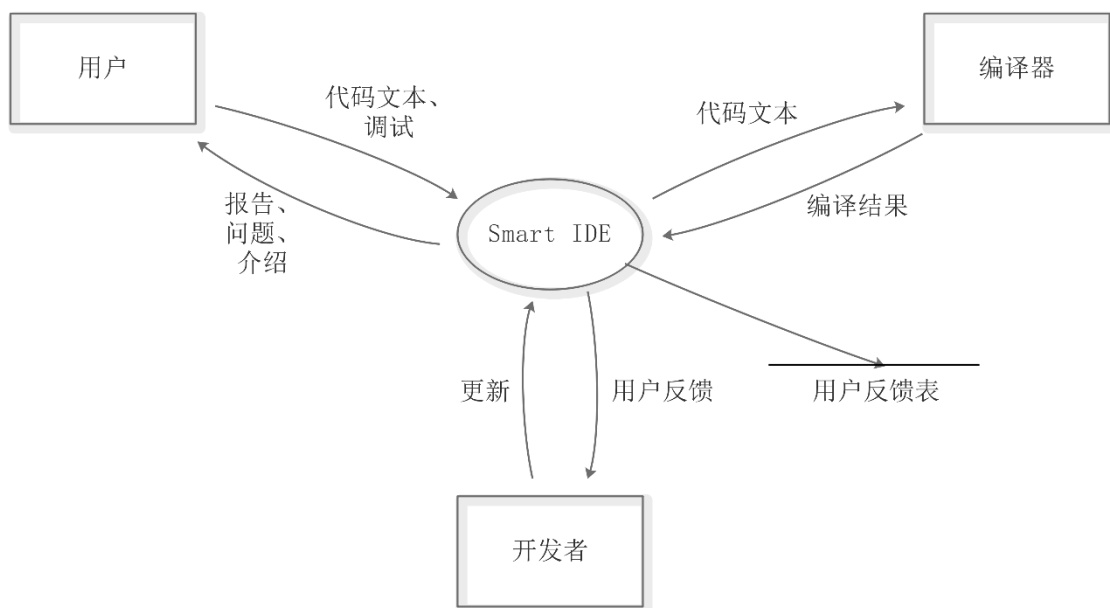 用户
编译器
代码文本、
调试
代码文本
报告、
问题、
介绍
Smart IDE
编译结果
更新
用户反馈
用户反馈表
开发者